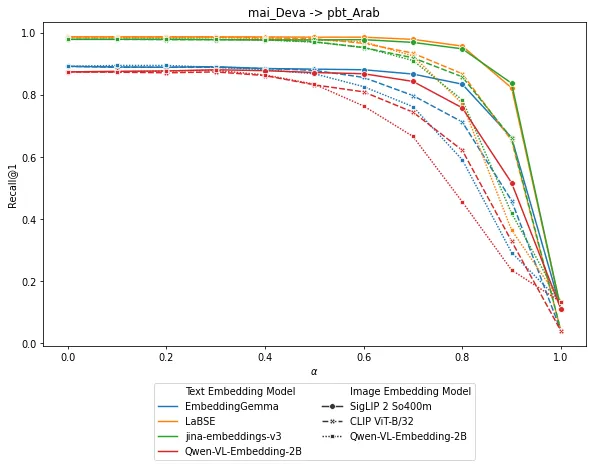 mai_Deva -> pbt_Arab
Recall@1
1.0
0.8
0.6
0.4
0.2
0.0
0.0 0.2 0.4 0.6 0.8 1.0
α
Text Embedding Model
EmbeddingGemma
LaBSE
jina-embeddings-v3
Qwen-VL-Embedding-2B
Image Embedding Model
SigLIP 2 So400m
CLIP ViT-B/32
Qwen-VL-Embedding-2B